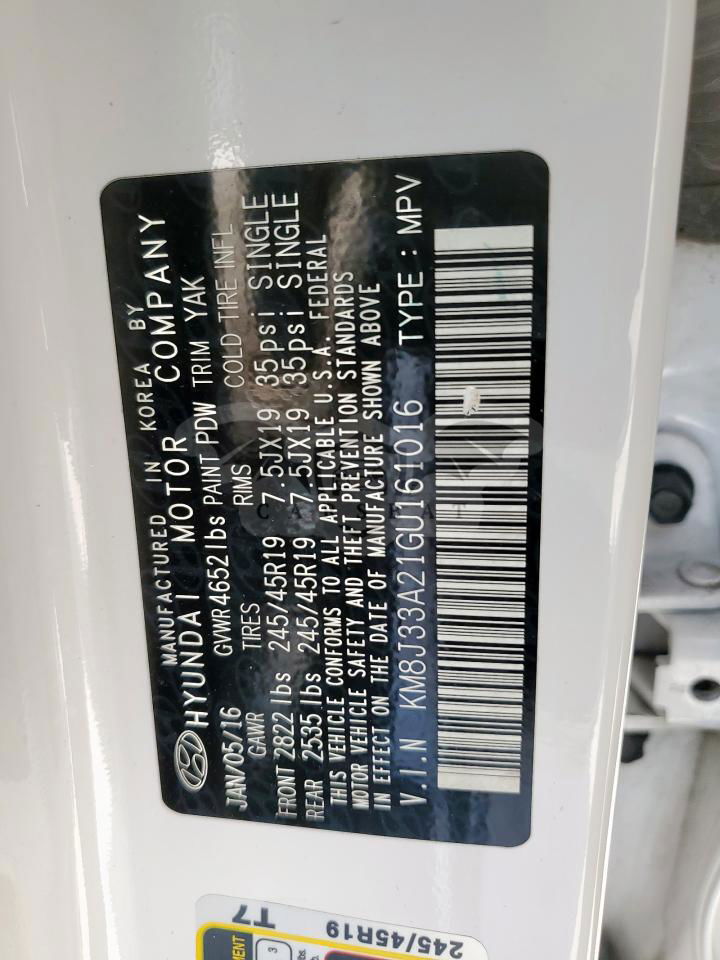 MANUFACTURED IN KOREA BY
HYUNDAI MOTOR COMPANY
GVWR 4652 lbs PAINT PDW TRIM YAK
JAN/05/16
GAWR TIRES RIMS COLD TIRE INFL
FRONT 2822 lbs 245/45R19 7.5JX19 35psi SINGLE
REAR 2535 lbs 245/45R19 7.5JX19 35psi SINGLE
THIS VEHICLE CONFORMS TO ALL APPLICABLE U.S.A. FEDERAL
MOTOR VEHICLE SAFETY AND THEFT PREVENTION STANDARDS
IN EFFECT ON THE DATE OF MANUFACTURE SHOWN ABOVE
V.I.N KM8J33A21GU161016 TYPE : MPV
T7
245/45R19
3